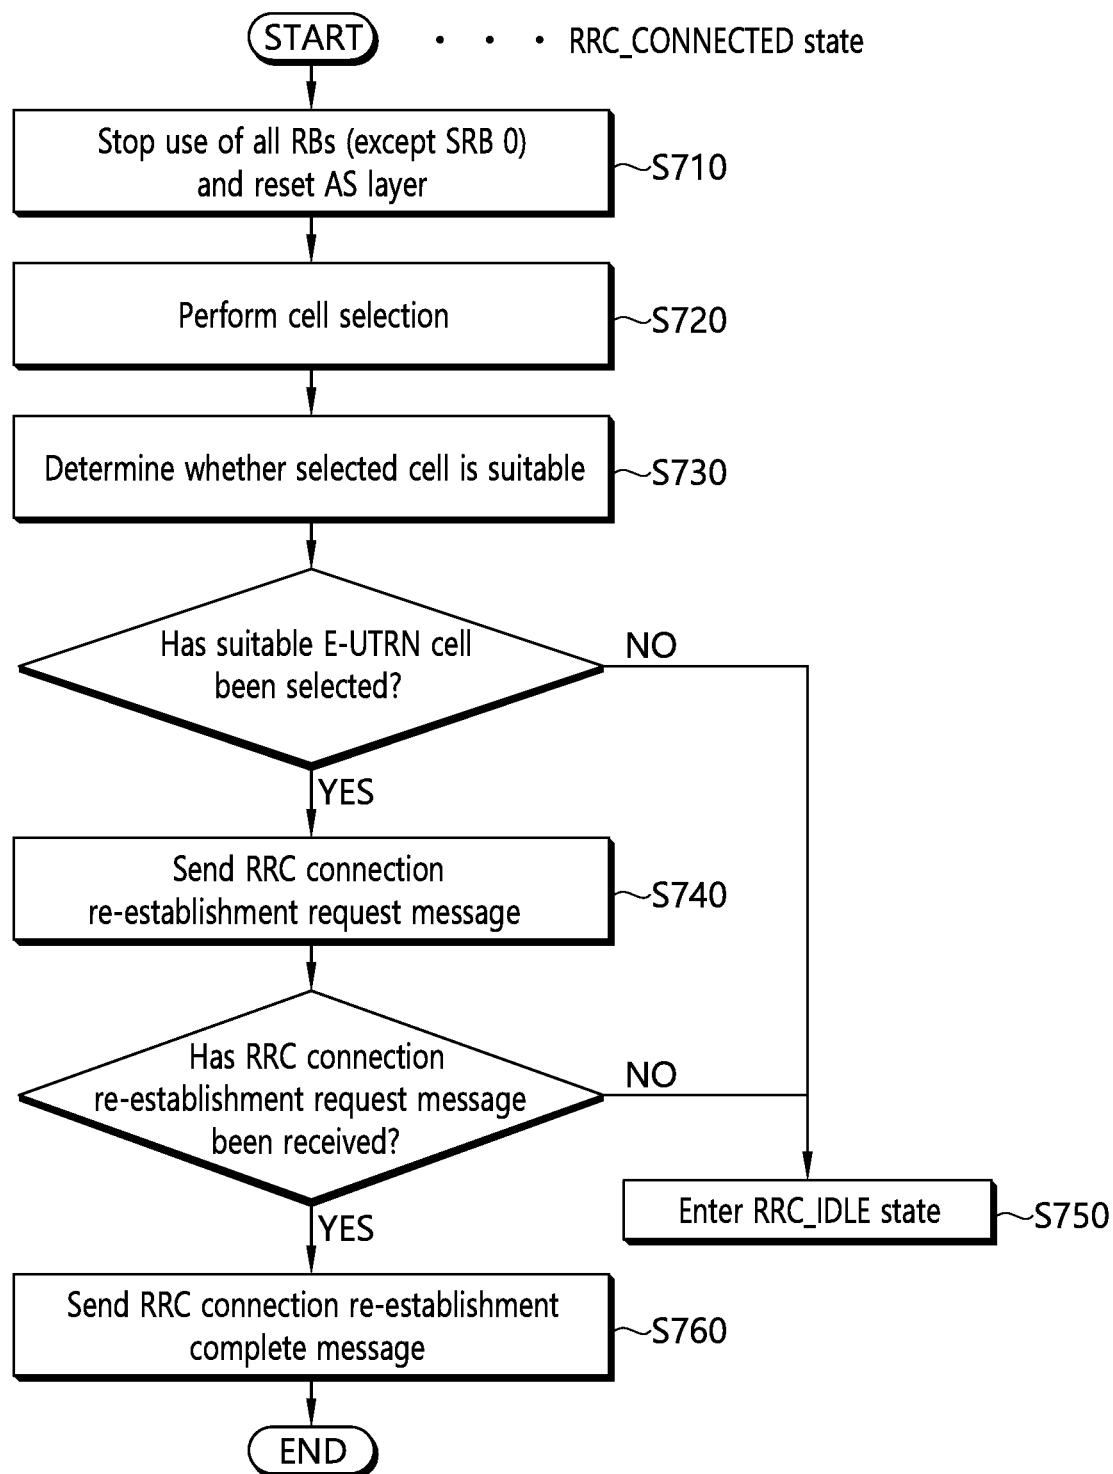 START · · · RRC_CONNECTED state
Stop use of all RBs (except SRB 0)
and reset AS layer
S710
Perform cell selection
S720
Determine whether selected cell is suitable
S730
Has suitable E-UTRN cell
been selected?
NO
YES
Send RRC connection
re-establishment request message
S740
Has RRC connection
re-establishment request message
been received?
NO
YES
Enter RRC_IDLE state
S750
Send RRC connection re-establishment
complete message
S760
END